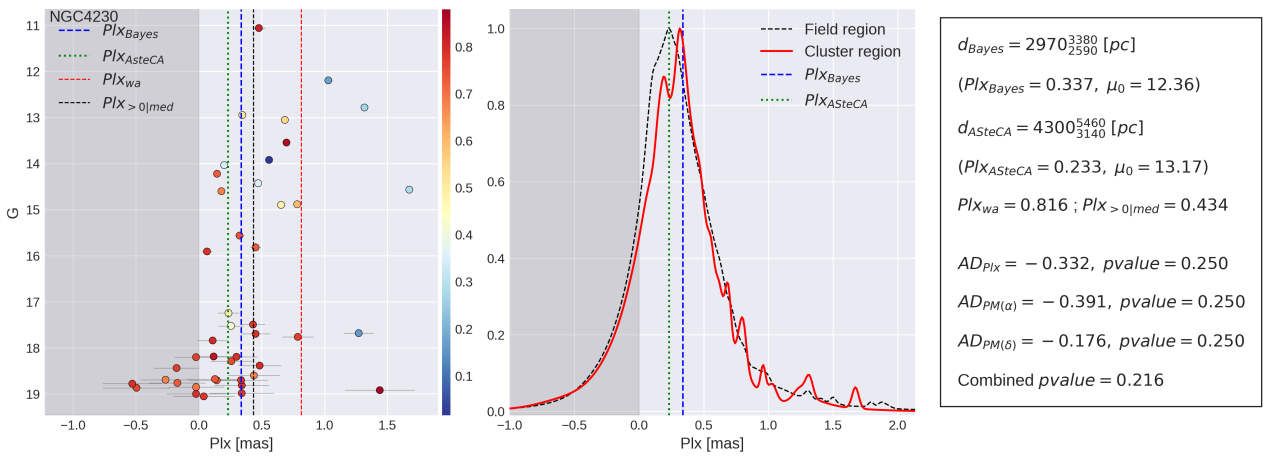 NGC4230
Plx_Bayes
Plx_AsteCA
Plx_wa
Plx_>0|med
11
12
13
14
15
16
17
18
19
G
−1.0 −0.5 0.0 0.5 1.0 1.5
Plx [mas]
0.8
0.7
0.6
0.5
0.4
0.3
0.2
0.1
Field region
Cluster region
Plx_Bayes
Plx_ASteCA
1.0
0.8
0.6
0.4
0.2
0.0
−1.0 −0.5 0.0 0.5 1.0 1.5 2.0
Plx [mas]
d_Bayes = 2970^3380_2590 [pc]
(Plx_Bayes = 0.337, μ_0 = 12.36)
d_ASteCA = 4300^5460_3140 [pc]
(Plx_ASteCA = 0.233, μ_0 = 13.17)
Plx_wa = 0.816 ; Plx_>0|med = 0.434
AD_Plx = −0.332, pvalue = 0.250
AD_PM(α) = −0.391, pvalue = 0.250
AD_PM(δ) = −0.176, pvalue = 0.250
Combined pvalue = 0.216